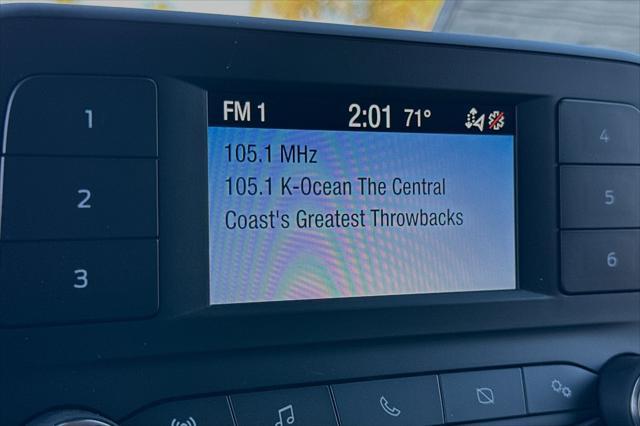 FM 1 2:01 71°
105.1 MHz
105.1 K-Ocean The Central
Coast's Greatest Throwbacks
1
2
3
4
5
6